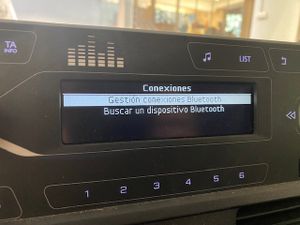 TA
INFO
LIST
Conexiones
Gestión conexiones Bluetooth
Buscar un dispositivo Bluetooth
1 2 3 4 5 6